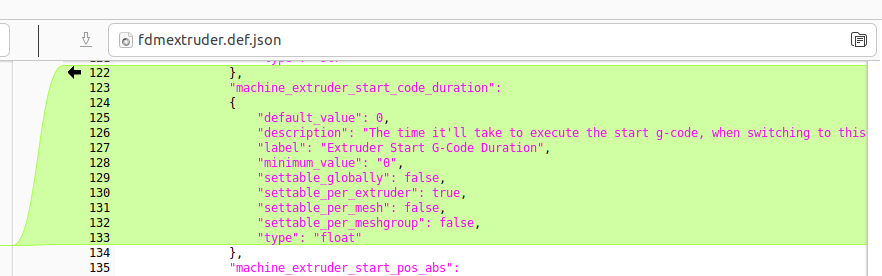 fdmextruder.def.json
122 },
123 "machine_extruder_start_code_duration":
124 {
125 "default_value": 0,
126 "description": "The time it'll take to execute the start g-code, when switching to this
127 "label": "Extruder Start G-Code Duration",
128 "minimum_value": "0",
129 "settable_globally": false,
130 "settable_per_extruder": true,
131 "settable_per_mesh": false,
132 "settable_per_meshgroup": false,
133 "type": "float"
134 },
135 "machine_extruder_start_pos_abs":